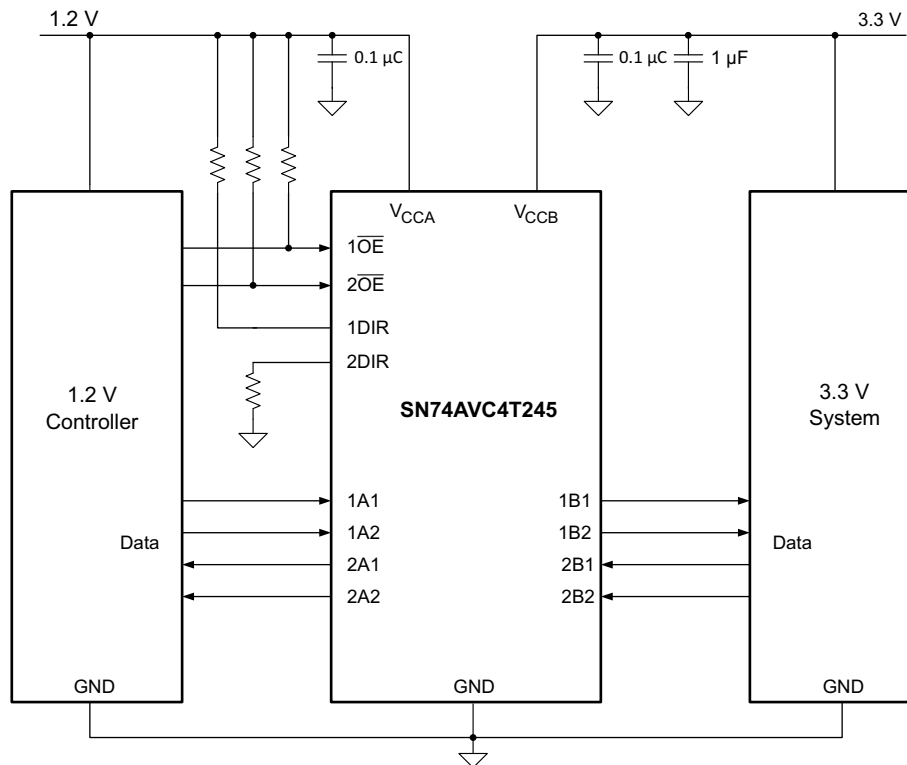 1.2 V
3.3 V
0.1 µC
0.1 µC
1 µF
VCCA
VCCB
1OE
2OE
1DIR
2DIR
SN74AVC4T245
1.2 V
Controller
3.3 V
System
1A1
1B1
1A2
1B2
Data
Data
2A1
2B1
2A2
2B2
GND
GND
GND